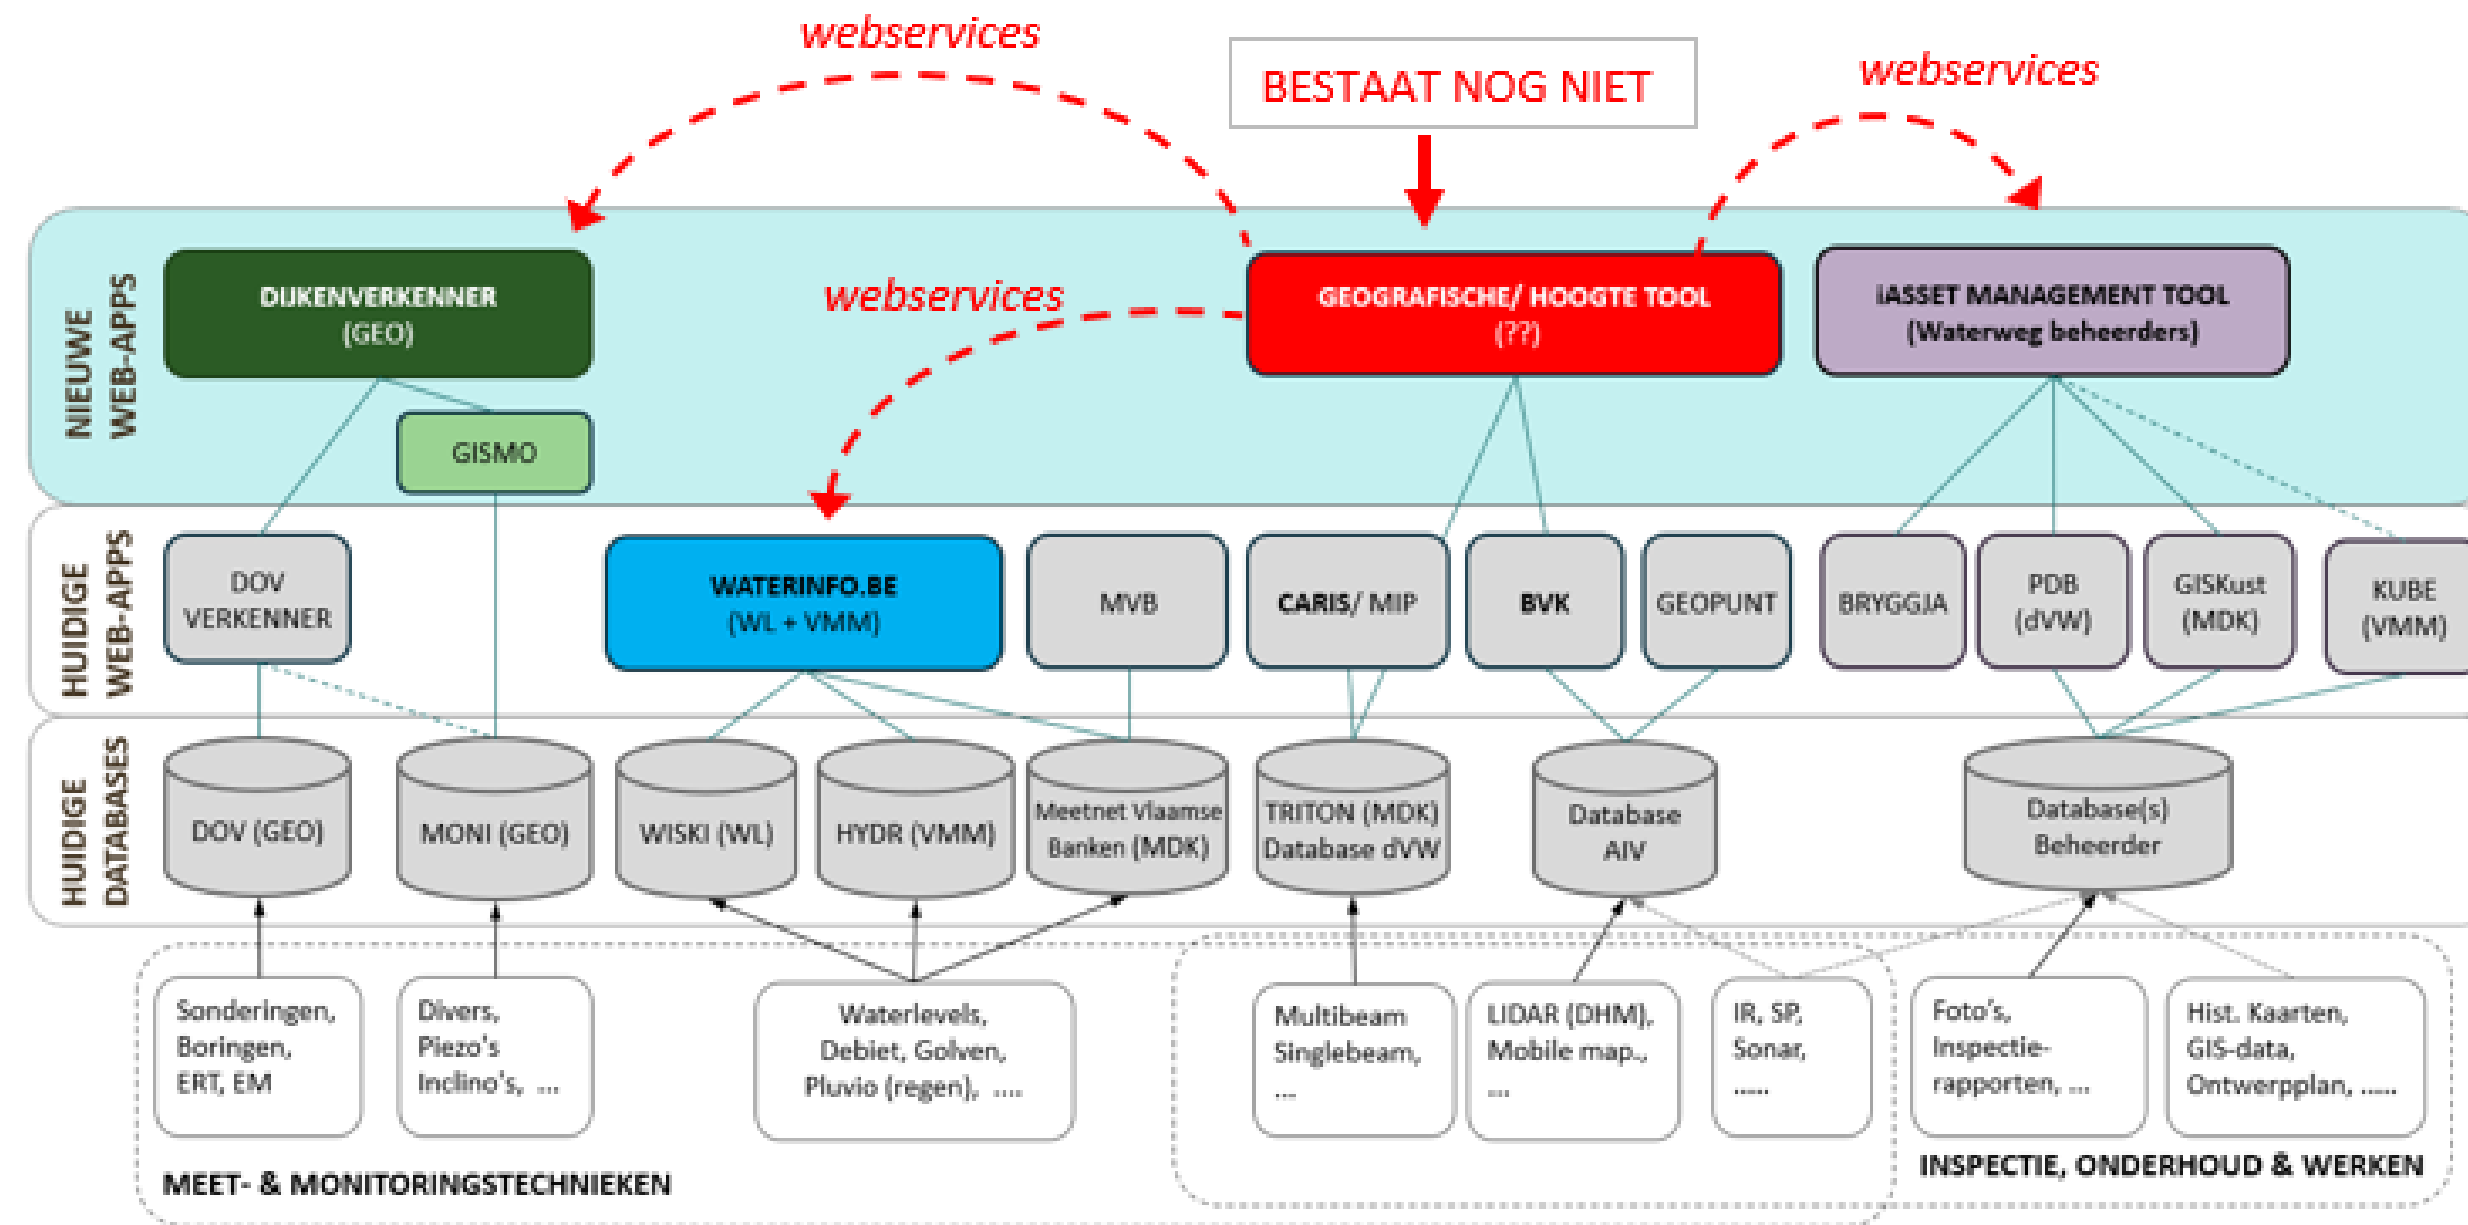 webservices
BESTAAT NOG NIET
webservices
webservices
NIEUWE
WEB-APPS
DIJKENVERKENNER
(GEO)
GISMO
GEOGRAFISCHE/ HOOGTE TOOL
(??)
iASSET MANAGEMENT TOOL
(Waterweg beheerders)
HUIDIGE
WEB-APPS
DOV
VERKENNER
WATERINFO.BE
(WL + VMM)
MVB
CARIS/ MIP
BVK
GEOPUNT
BRYGGJA
PDB
(dVW)
GISKust
(MDK)
KUBE
(VMM)
HUIDIGE
DATABASES
DOV (GEO)
MONI (GEO)
WISKI (WL)
HYDR (VMM)
Meetnet Vlaamse
Banken (MDK)
TRITON (MDK)
Database dVW
Database
AIV
Database(s)
Beheerder
Sonderingen,
Boringen,
ERT, EM
Divers,
Piezo's
Inclino's, ...
Waterlevels,
Debiet, Golven,
Pluvio (regen), ....
Multibeam
Singlebeam,
...
LIDAR (DHM),
Mobile map.,
...
IR, SP,
Sonar,
.....
Foto's,
Inspectie-
rapporten, ...
Hist. Kaarten,
GIS-data,
Ontwerpplan, .....
MEET- & MONITORINGSTECHNIEKEN
INSPECTIE, ONDERHOUD & WERKEN